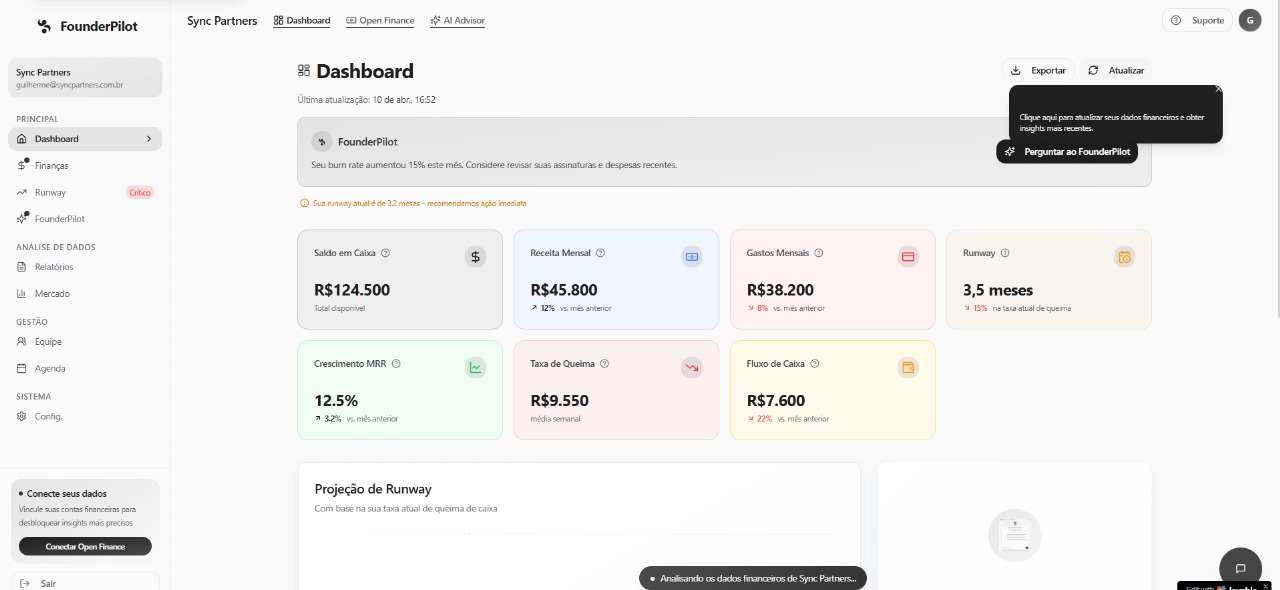 FounderPilot
Sync Partners
guilherme@syncpartners.com.br
PRINCIPAL
Dashboard
Finanças
Runway
Crítico
FounderPilot
ANÁLISE DE DADOS
Relatórios
Mercado
GESTÃO
Equipe
Agenda
SISTEMA
Config.
Conecte seus dados
Vincule suas contas financeiras para
desbloquear insights mais precisos
Conectar Open Finance
Sair
Sync Partners
Dashboard
Open Finance
AI Advisor
Suporte
G
Dashboard
Exportar
Atualizar
Última atualização: 10 de abr., 16:52
Clique aqui para atualizar seus dados financeiros e obter
insights mais recentes.
FounderPilot
Seu burn rate aumentou 15% este mês. Considere revisar suas assinaturas e despesas recentes.
Perguntar ao FounderPilot
Sua runway atual é de 3.2 meses – recomendamos ação imediata
Saldo em Caixa
R$124.500
Total disponível
Receita Mensal
R$45.800
12% vs. mês anterior
Gastos Mensais
R$38.200
8% vs. mês anterior
Runway
3,5 meses
15% na taxa atual de queima
Crescimento MRR
12.5%
3.2% vs. mês anterior
Taxa de Queima
R$9.550
média semanal
Fluxo de Caixa
R$7.600
22% vs. mês anterior
Projeção de Runway
Com base na sua taxa atual de queima de caixa
Analisando os dados financeiros de Sync Partners...
Edit with